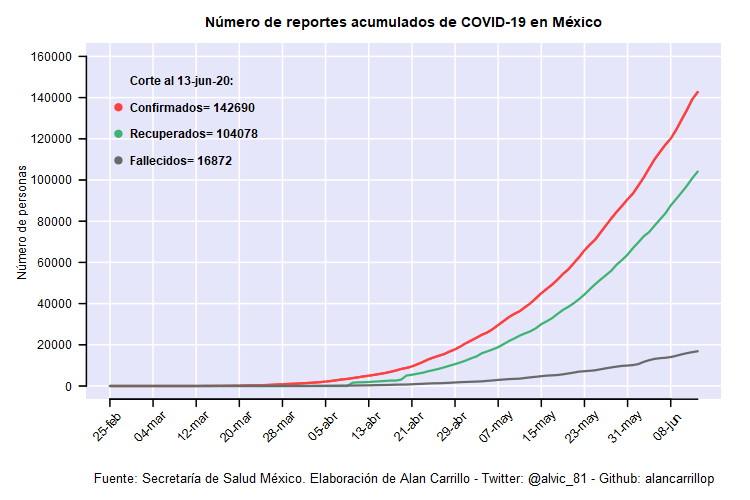 Número de reportes acumulados de COVID-19 en México
Número de personas
160000
140000
120000
100000
80000
60000
40000
20000
0
Corte al 13-jun-20:
Confirmados= 142690
Recuperados= 104078
Fallecidos= 16872
25-feb
04-mar
12-mar
20-mar
28-mar
05-abr
13-abr
21-abr
29-abr
07-may
15-may
23-may
31-may
08-jun
Fuente: Secretaría de Salud México. Elaboración de Alan Carrillo - Twitter: @alvic_81 - Github: alancarrillop